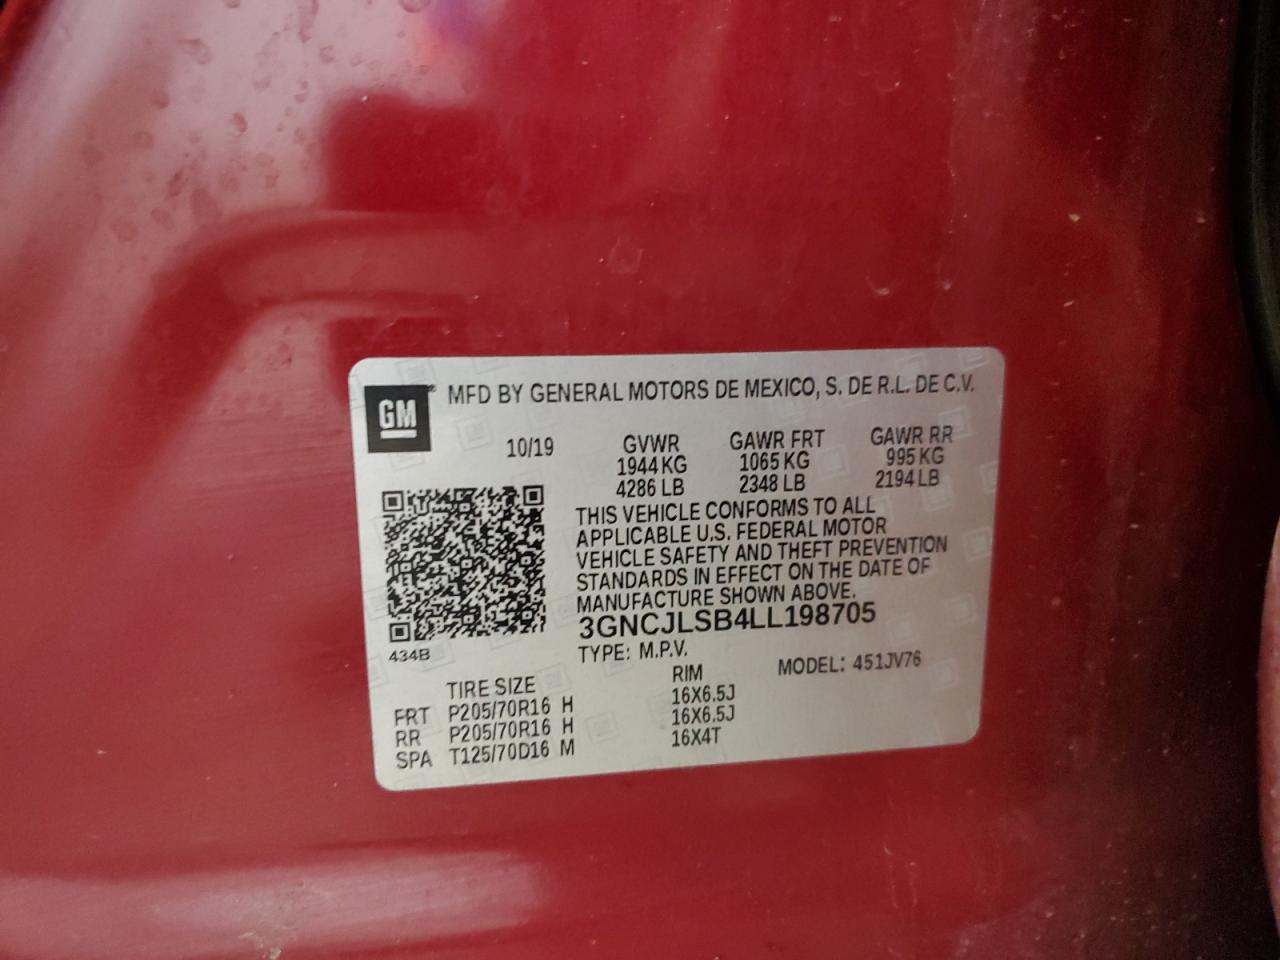 GM
MFD BY GENERAL MOTORS DE MEXICO, S. DE R.L. DE C.V.
10/19 GVWR GAWR FRT GAWR RR
1944 KG 1065 KG 995 KG
4286 LB 2348 LB 2194 LB
THIS VEHICLE CONFORMS TO ALL
APPLICABLE U.S. FEDERAL MOTOR
VEHICLE SAFETY AND THEFT PREVENTION
STANDARDS IN EFFECT ON THE DATE OF
MANUFACTURE SHOWN ABOVE.
3GNCJLSB4LL198705
434B
TYPE: M.P.V. MODEL: 451JV76
TIRE SIZE RIM
FRT P205/70R16 H 16X6.5J
RR P205/70R16 H 16X6.5J
SPA T125/70D16 M 16X4T